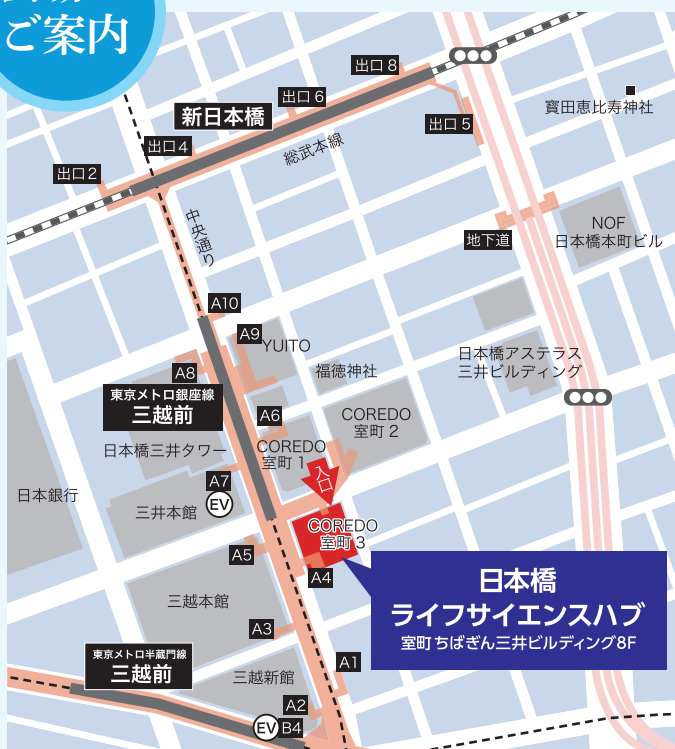 ご案内
出口 8
出口 6
新日本橋
寳田恵比寿神社
出口 5
総武本線
出口 4
出口 2
中央通り
NOF
日本橋本町ビル
地下道
A10
A9
YUITO
日本橋アステラス
三井ビルディング
福徳神社
A8
東京メトロ銀座線
三越前
A6
COREDO
室町 2
COREDO
室町 1
日本橋三井タワー
入口
A7
EV
日本銀行
三井本館
COREDO
室町 3
A5
A4
日本橋
ライフサイエンスハブ
室町ちばぎん三井ビルディング8F
三越本館
A3
東京メトロ半蔵門線
三越前
A1
三越新館
A2
EV
B4